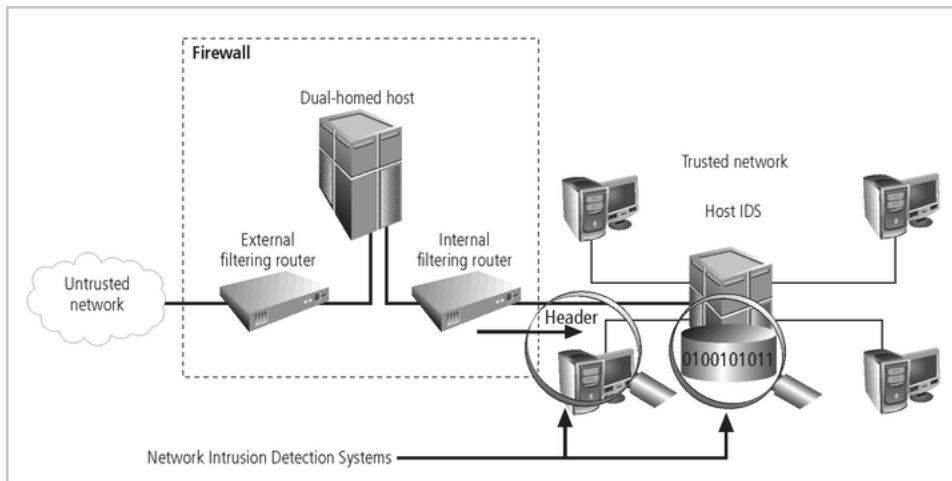 Firewall
Dual-homed host
Trusted network
Host IDS
External
filtering router
Internal
filtering router
Untrusted
network
Header
0100101011
Network Intrusion Detection Systems